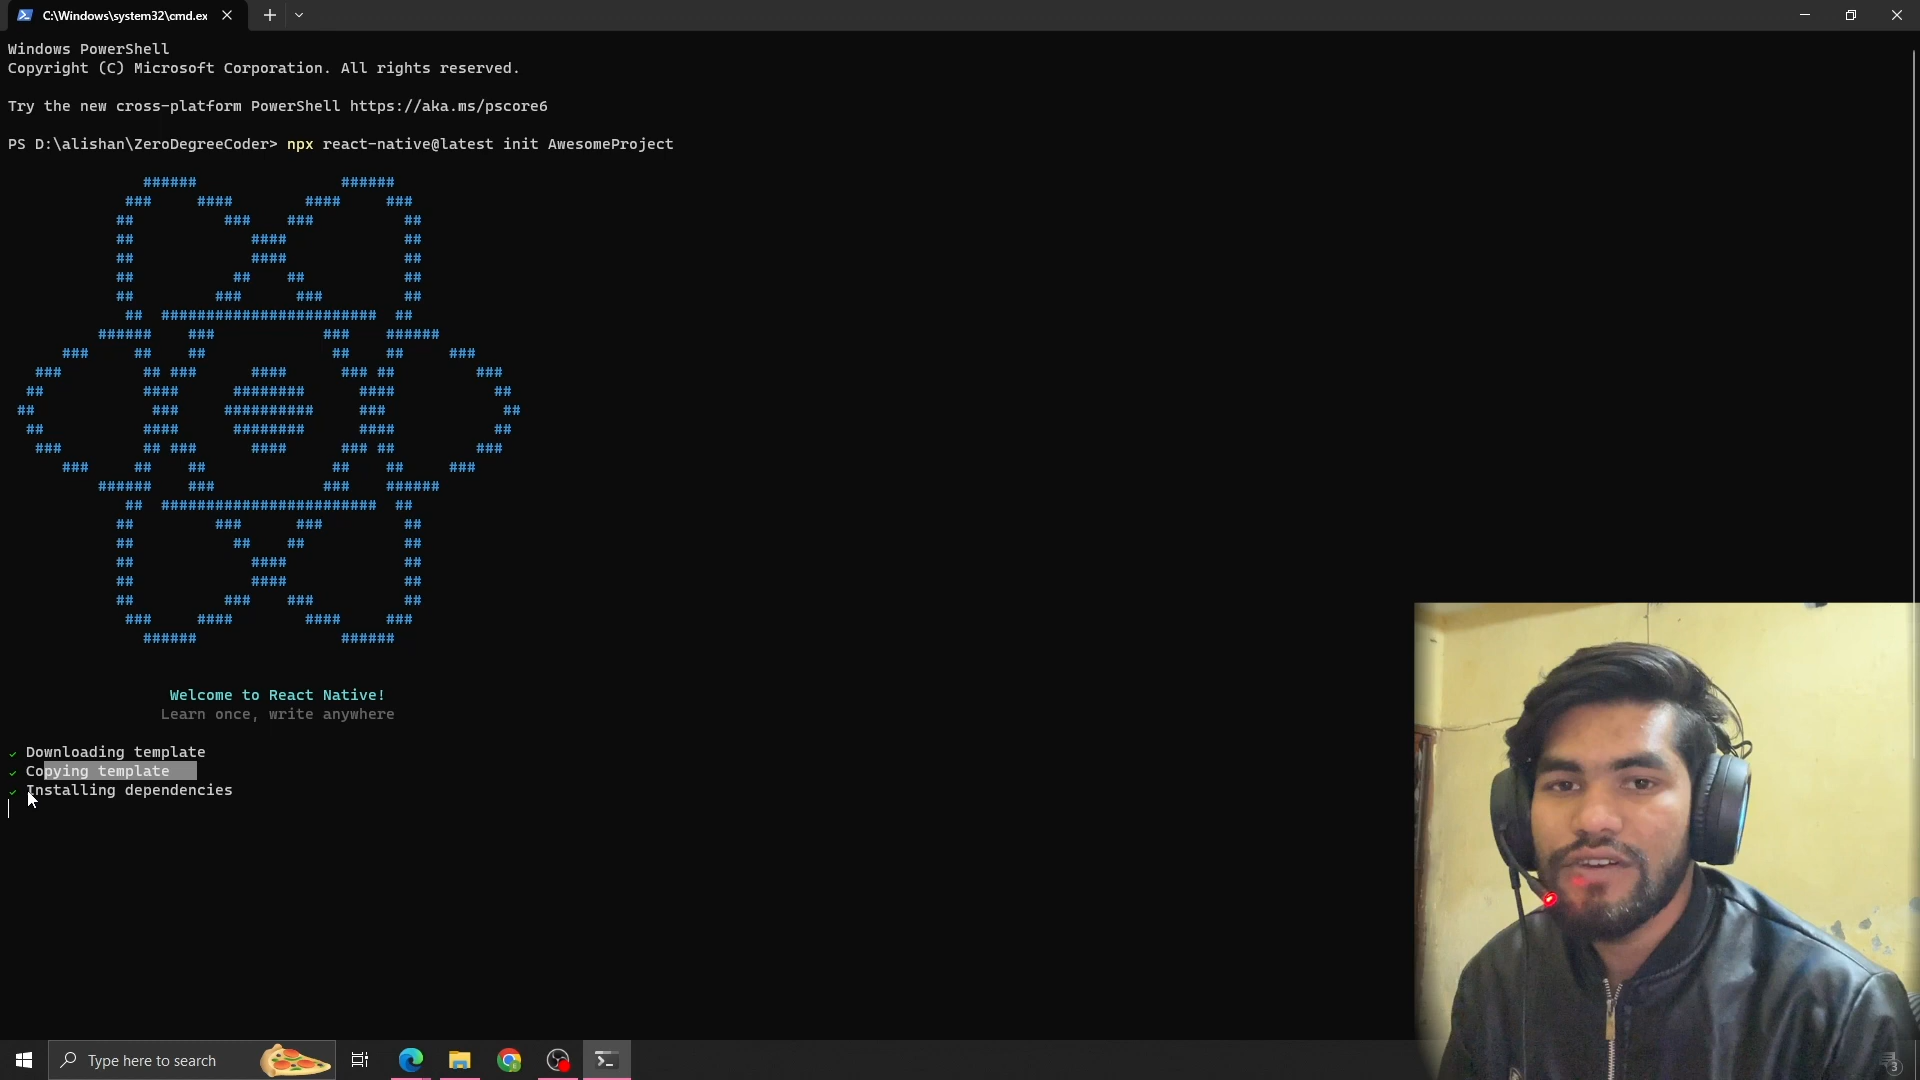 C:\Windows\system32\cmd.ex
Windows PowerShell
Copyright (C) Microsoft Corporation. All rights reserved.
Try the new cross-platform PowerShell https://aka.ms/pscore6
PS D:\alishan\ZeroDegreeCoder> npx react-native@latest init AwesomeProject
               ######                ######
             ###     ####        ####     ###
            ##          ###    ###          ##
            ##             ####             ##
            ##             ####             ##
            ##           ##    ##           ##
            ##         ###      ###         ##
             ##  ########################  ##
          ######    ###            ###    ######
      ###     ##    ##              ##    ##     ###
   ###         ## ###      ####      ### ##         ###
  ##           ####      ########      ####           ##
 ##             ###     ##########     ###             ##
  ##           ####      ########      ####           ##
   ###         ## ###      ####      ### ##         ###
      ###     ##    ##              ##    ##     ###
          ######    ###            ###    ######
             ##  ########################  ##
            ##         ###      ###         ##
            ##           ##    ##           ##
            ##             ####             ##
            ##             ####             ##
            ##          ###    ###          ##
             ###     ####        ####     ###
               ######                ######
Welcome to React Native!
Learn once, write anywhere
✓ Downloading template
✓ Copying template
✓ Installing dependencies
Type here to search
3